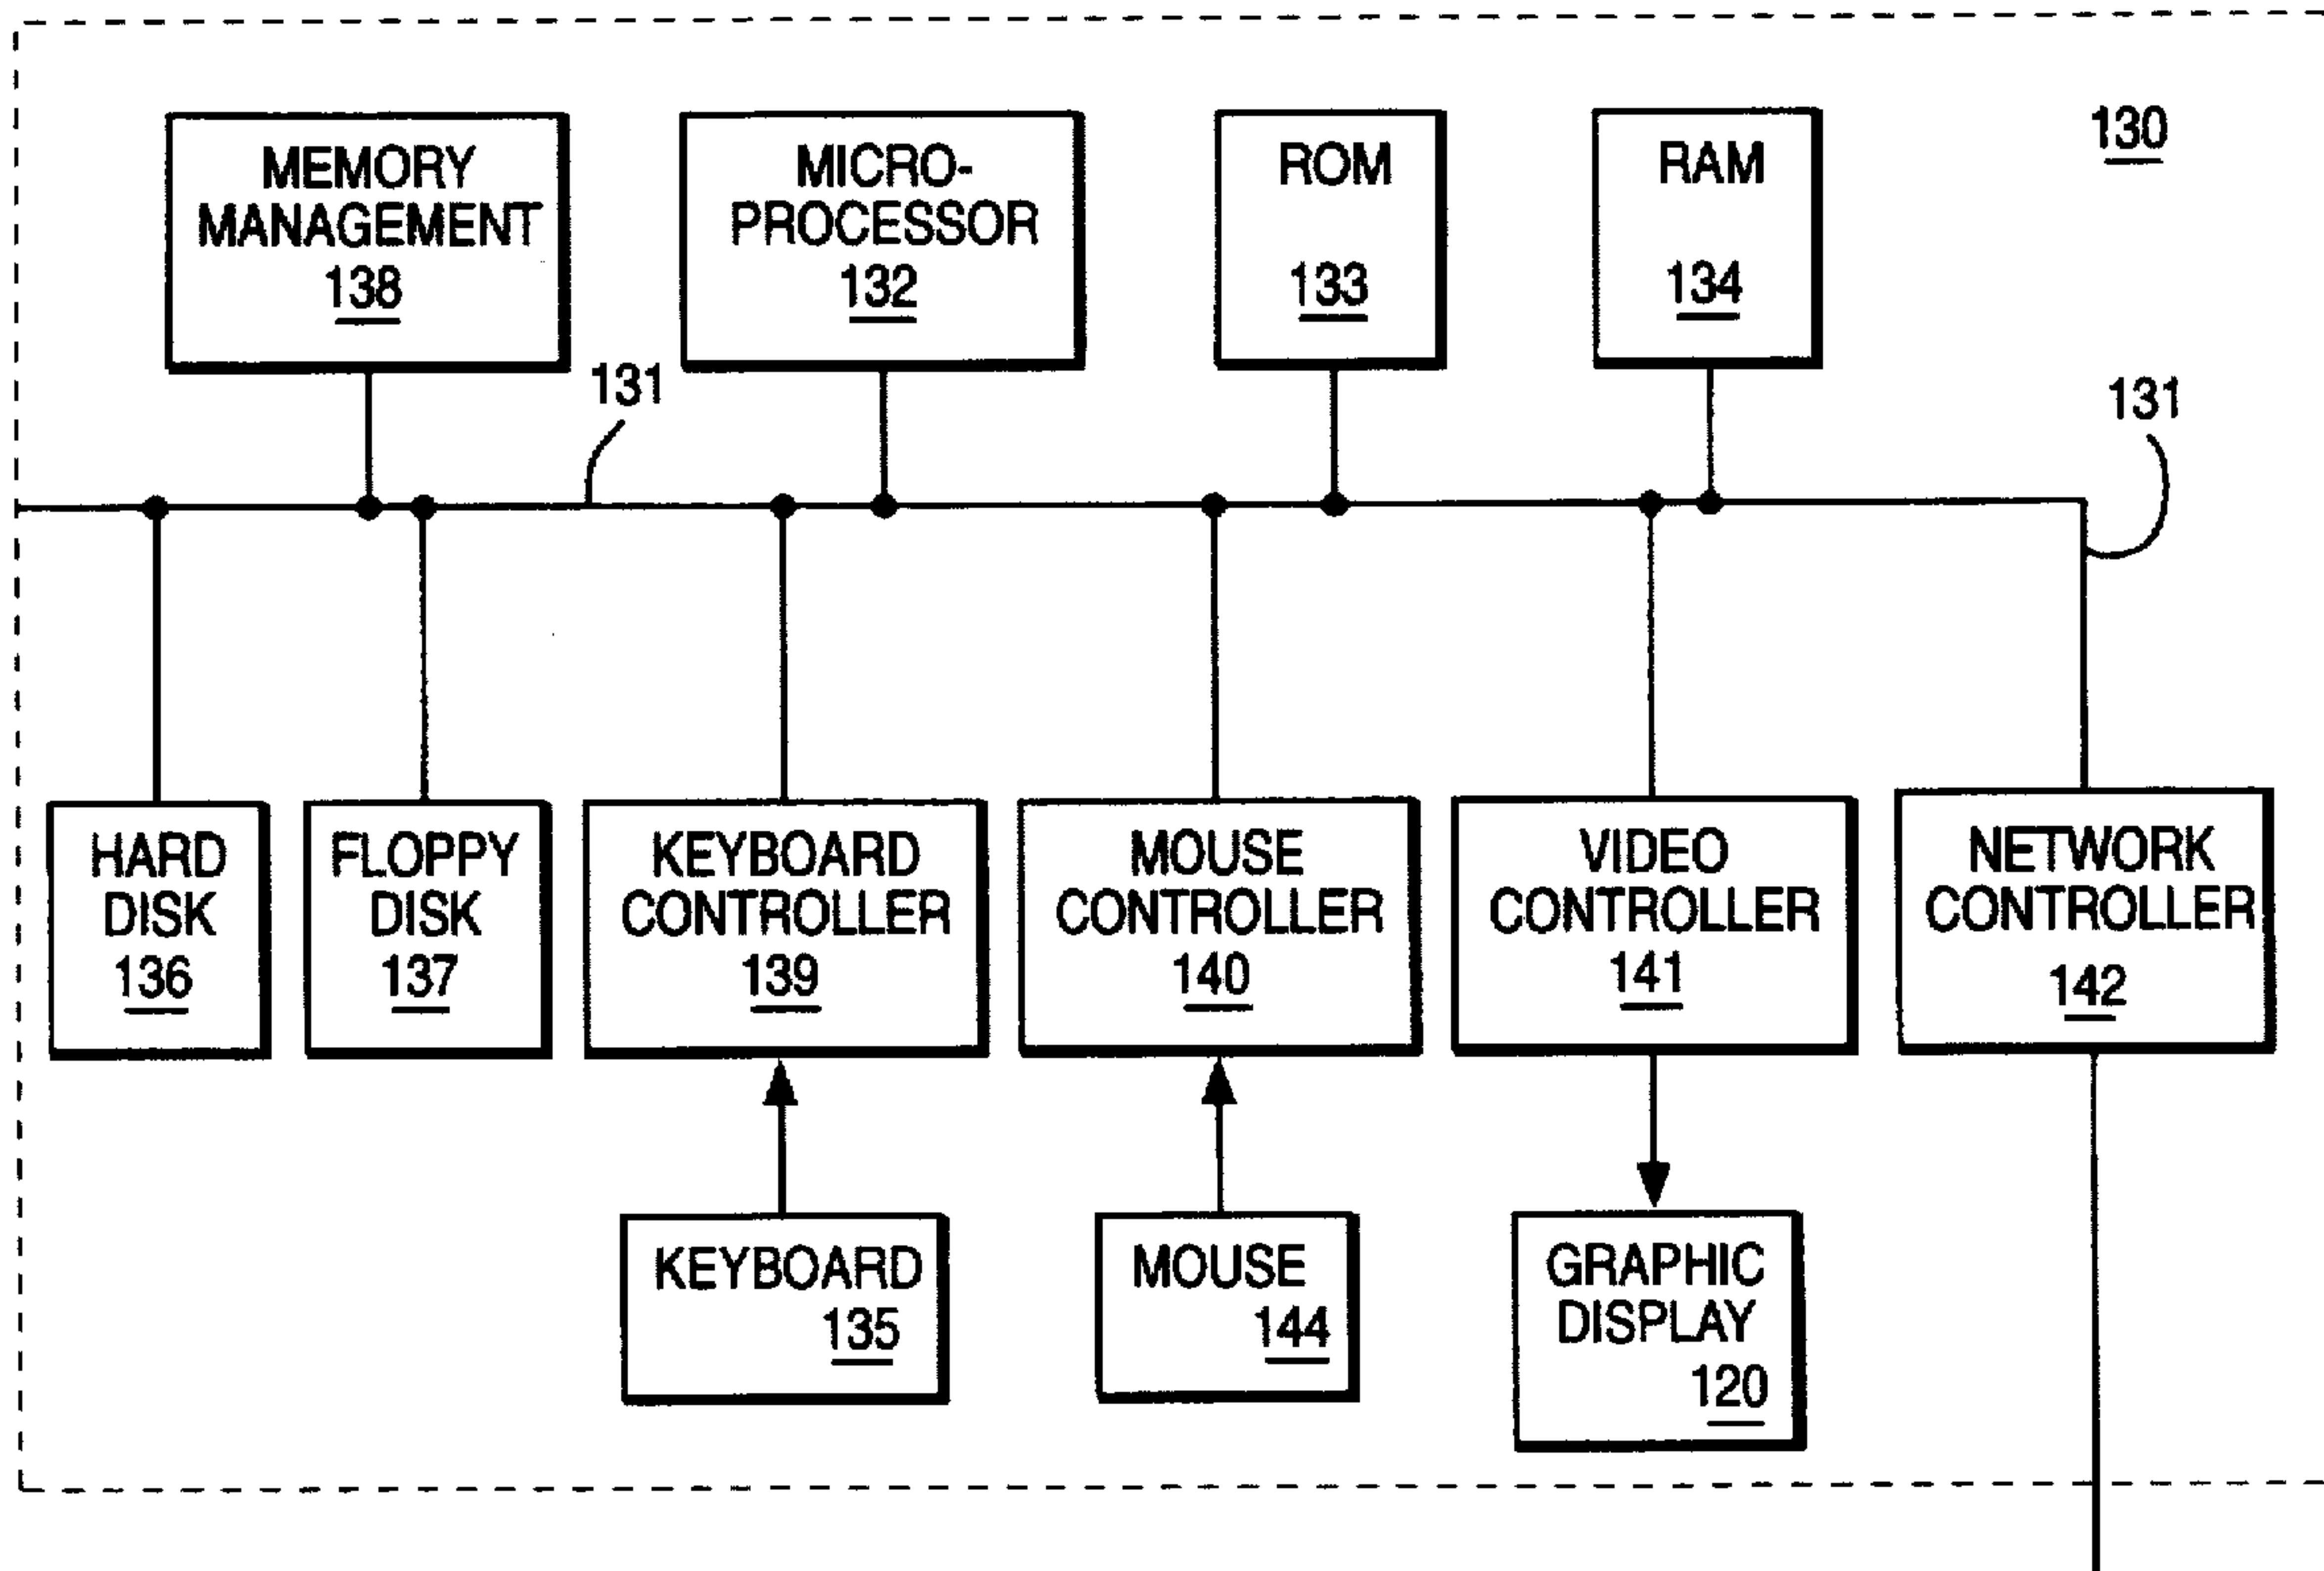 130
MEMORY
MANAGEMENT
138
MICRO-
PROCESSOR
132
ROM
133
RAM
134
131
131
HARD
DISK
136
FLOPPY
DISK
137
KEYBOARD
CONTROLLER
139
MOUSE
CONTROLLER
140
VIDEO
CONTROLLER
141
NETWORK
CONTROLLER
142
KEYBOARD
135
MOUSE
144
GRAPHIC
DISPLAY
120